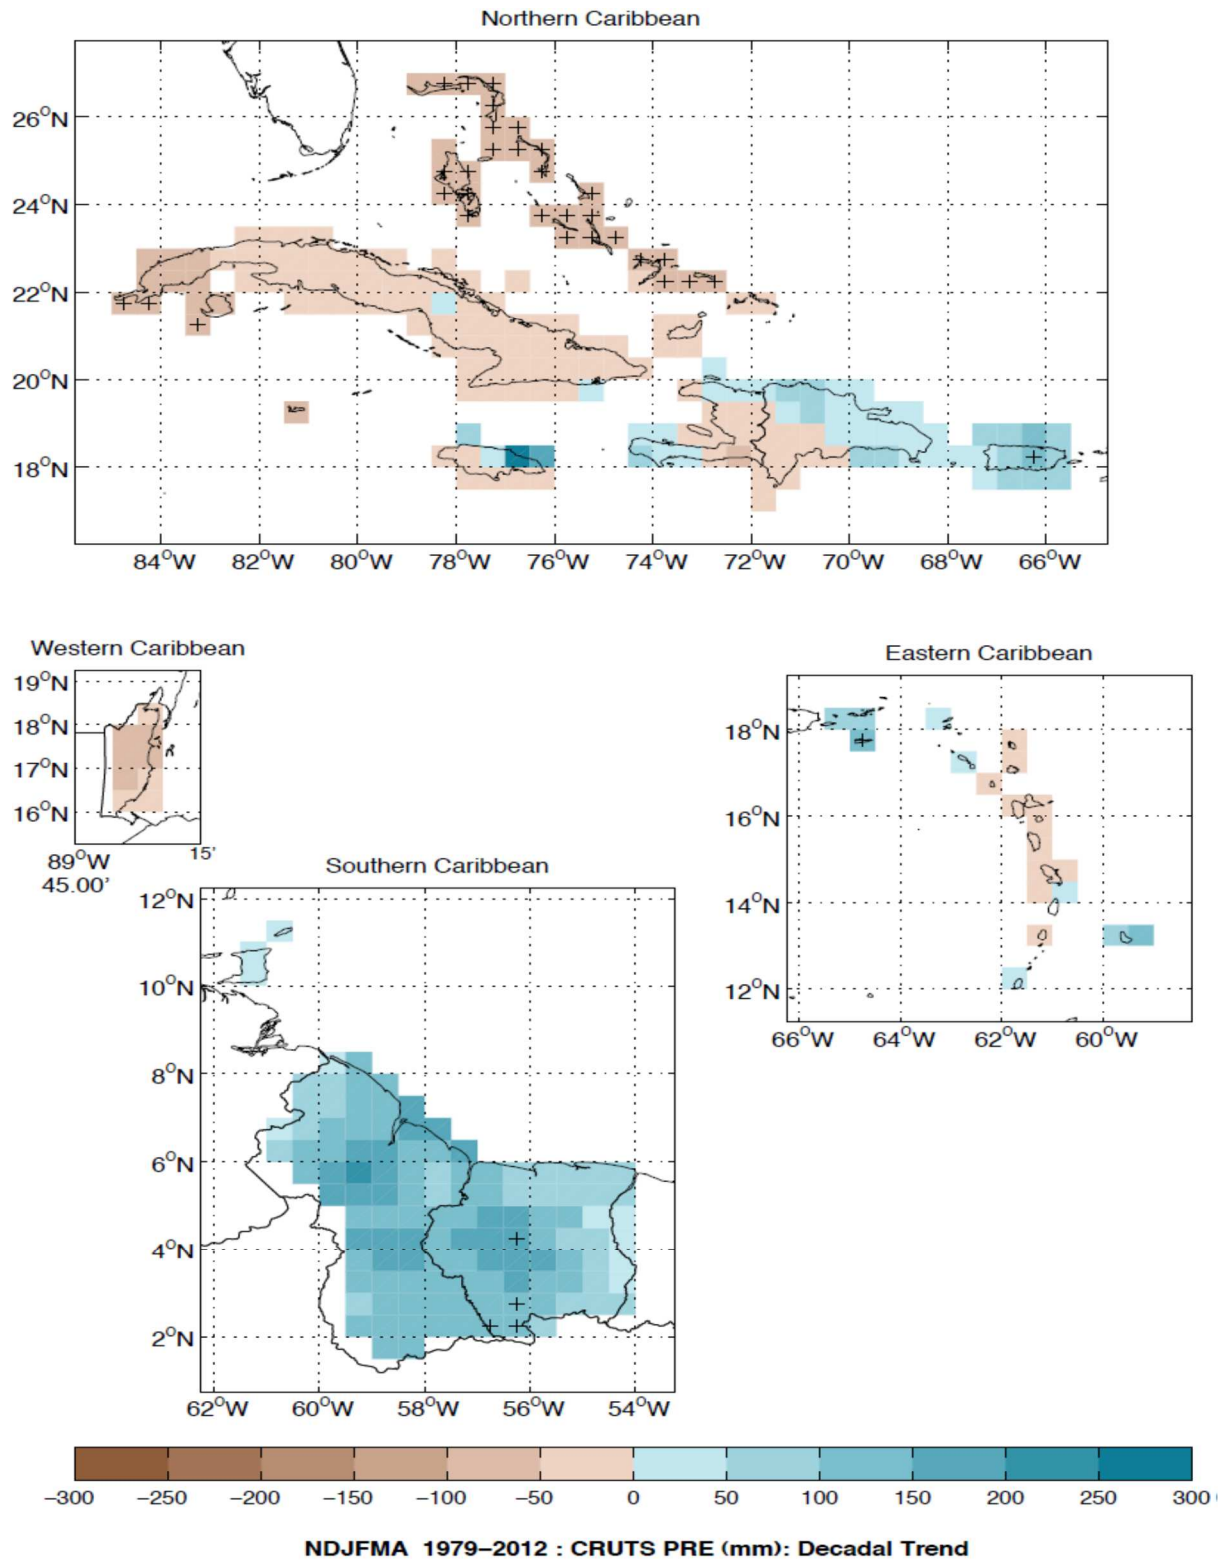 Northern Caribbean
26°N
24°N
22°N
20°N
18°N
84°W 82°W 80°W 78°W 76°W 74°W 72°W 70°W 68°W 66°W
Western Caribbean
19°N
18°N
17°N
16°N
89°W 15'
45.00'
Eastern Caribbean
18°N
16°N
14°N
12°N
66°W 64°W 62°W 60°W
Southern Caribbean
12°N
10°N
8°N
6°N
4°N
2°N
62°W 60°W 58°W 56°W 54°W
−300 −250 −200 −150 −100 −50 0 50 100 150 200 250 300
NDJFMA 1979−2012 : CRUTS PRE (mm): Decadal Trend